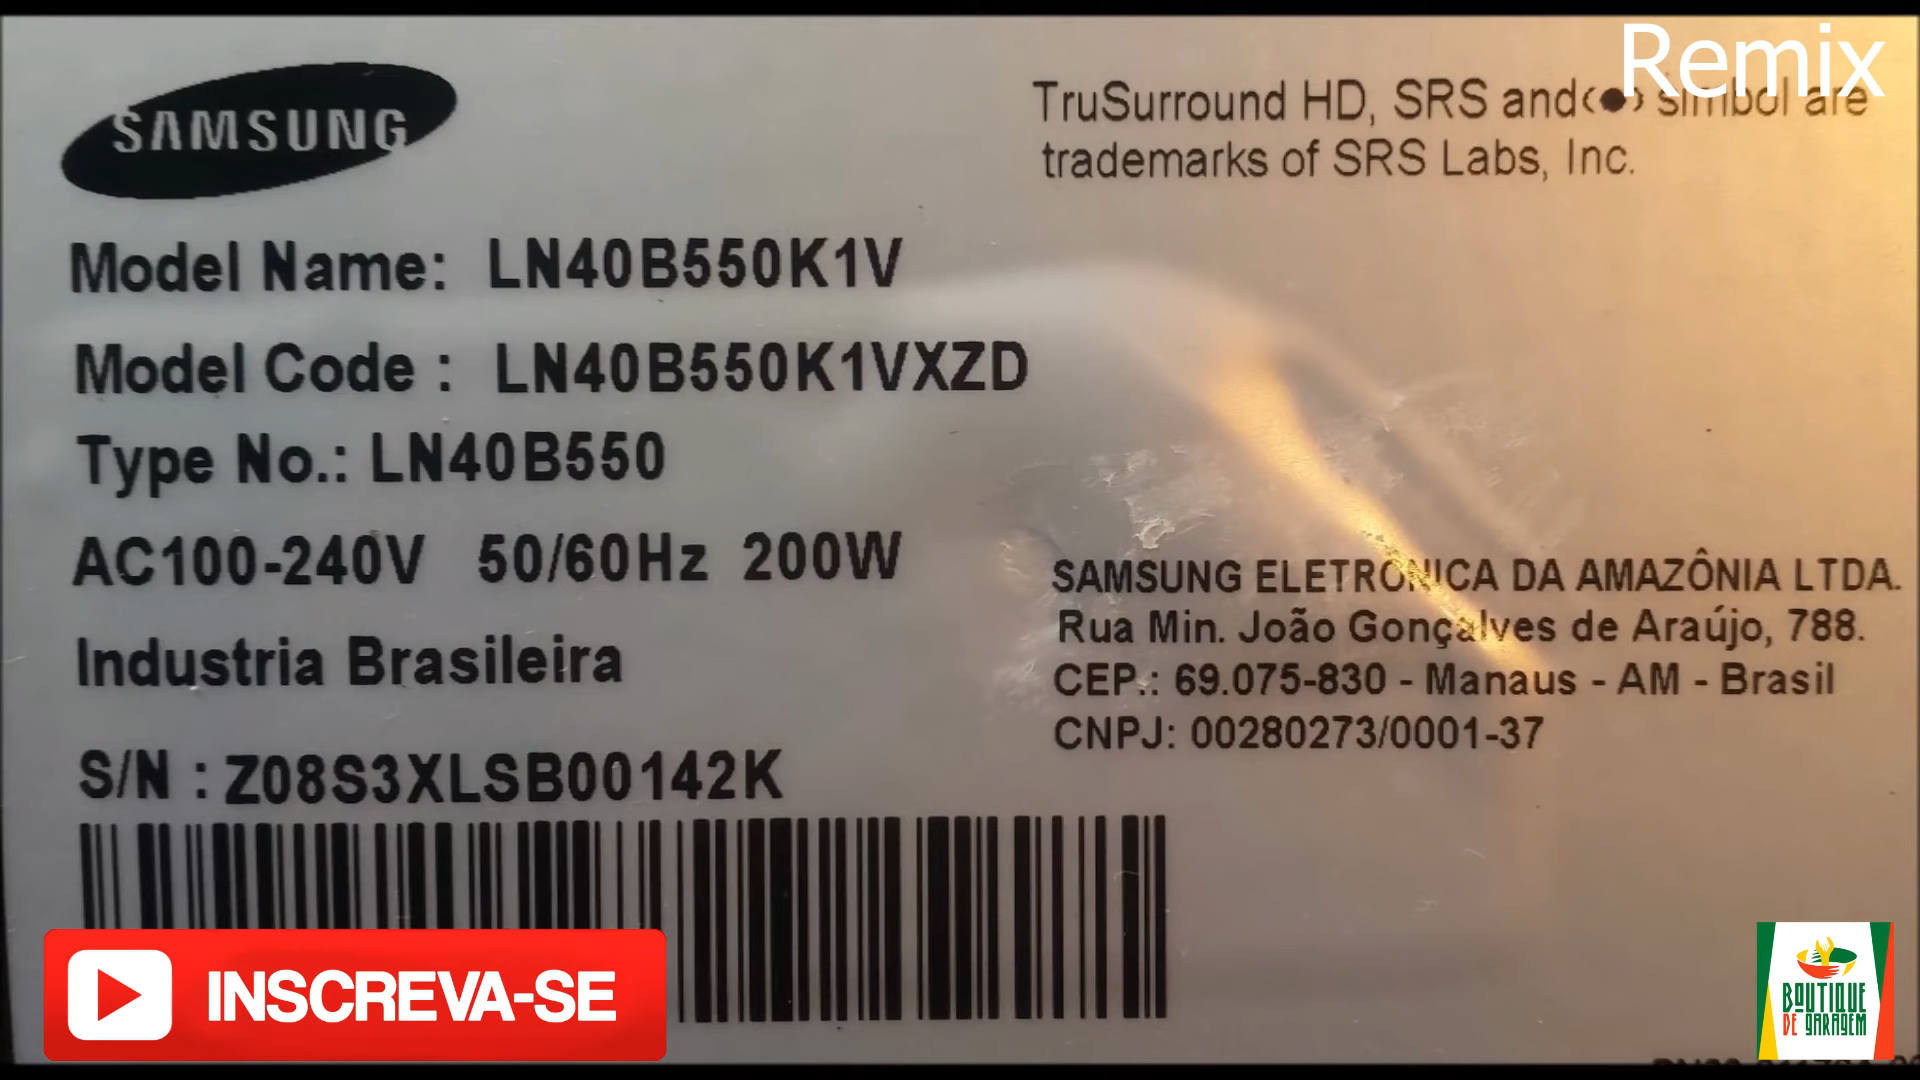 Remix
SAMSUNG
TruSurround HD, SRS and(●) simbol are
trademarks of SRS Labs, Inc.
Model Name: LN40B550K1V
Model Code : LN40B550K1VXZD
Type No.: LN40B550
AC100-240V 50/60Hz 200W
Industria Brasileira
S/N : Z08S3XLSB00142K
SAMSUNG ELETRONICA DA AMAZÔNIA LTDA.
Rua Min. João Gonçalves de Araújo, 788.
CEP.: 69.075-830 - Manaus - AM - Brasil
CNPJ: 00280273/0001-37
INSCREVA-SE
BOUTIQUE
DE GARAGEM